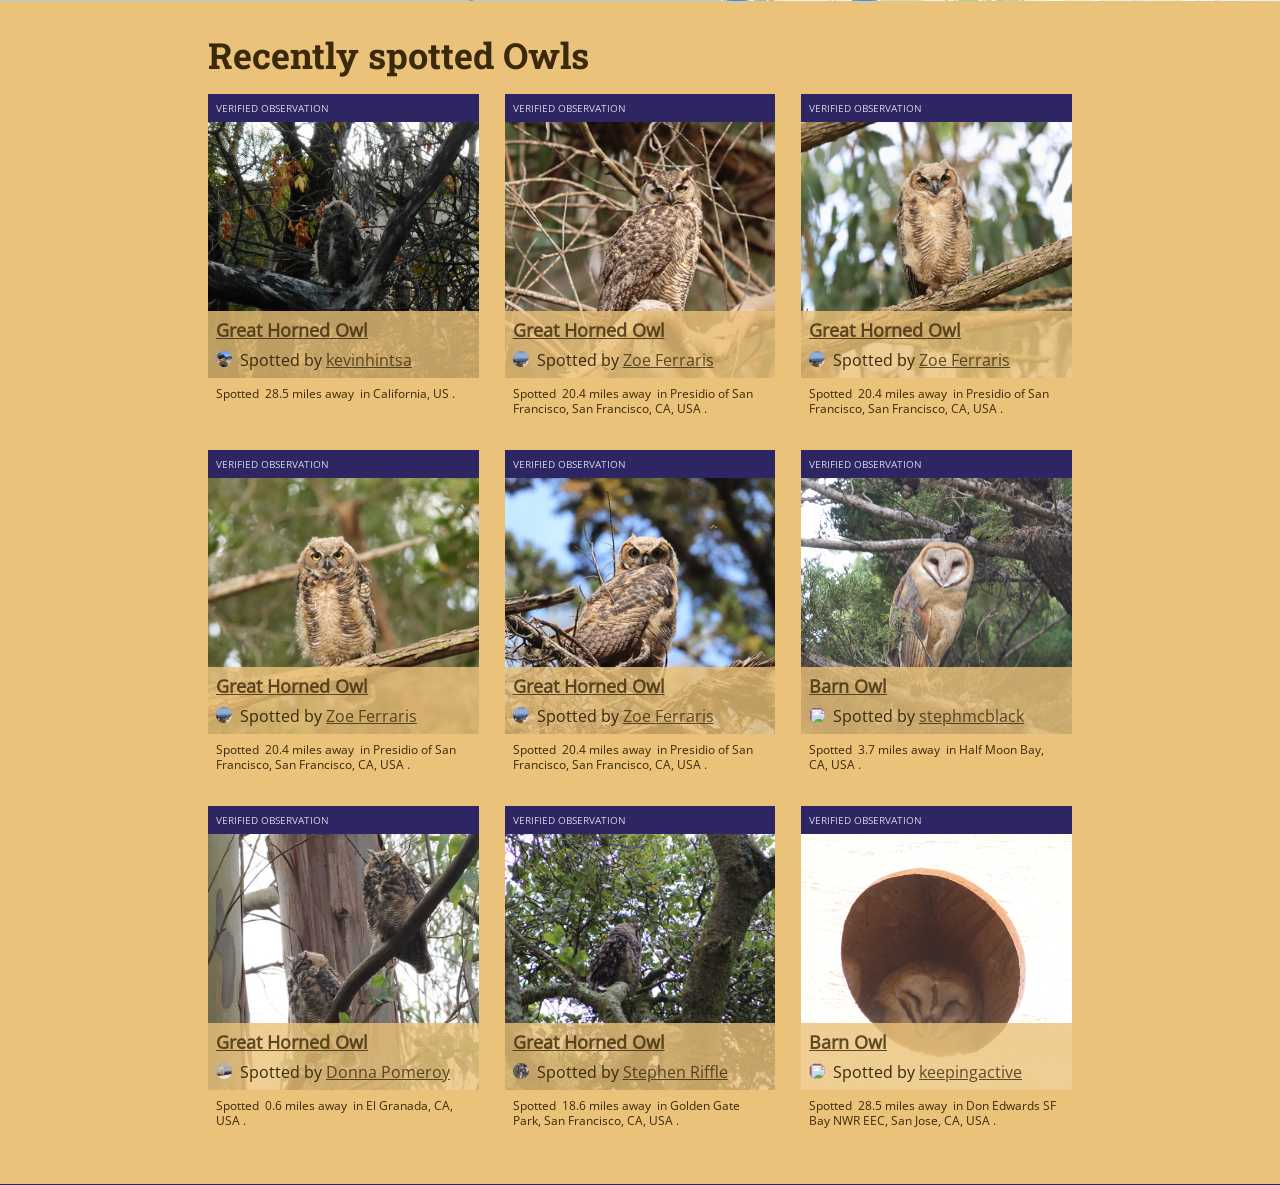 Recently spotted Owls
VERIFIED OBSERVATION
Great Horned Owl
Spotted by kevinhintsa
Spotted 28.5 miles away in California, US .
VERIFIED OBSERVATION
Great Horned Owl
Spotted by Zoe Ferraris
Spotted 20.4 miles away in Presidio of San
Francisco, San Francisco, CA, USA .
VERIFIED OBSERVATION
Great Horned Owl
Spotted by Zoe Ferraris
Spotted 20.4 miles away in Presidio of San
Francisco, San Francisco, CA, USA .
VERIFIED OBSERVATION
Great Horned Owl
Spotted by Zoe Ferraris
Spotted 20.4 miles away in Presidio of San
Francisco, San Francisco, CA, USA .
VERIFIED OBSERVATION
Great Horned Owl
Spotted by Zoe Ferraris
Spotted 20.4 miles away in Presidio of San
Francisco, San Francisco, CA, USA .
VERIFIED OBSERVATION
Barn Owl
Spotted by stephmcblack
Spotted 3.7 miles away in Half Moon Bay,
CA, USA .
VERIFIED OBSERVATION
Great Horned Owl
Spotted by Donna Pomeroy
Spotted 0.6 miles away in El Granada, CA,
USA .
VERIFIED OBSERVATION
Great Horned Owl
Spotted by Stephen Riffle
Spotted 18.6 miles away in Golden Gate
Park, San Francisco, CA, USA .
VERIFIED OBSERVATION
Barn Owl
Spotted by keepingactive
Spotted 28.5 miles away in Don Edwards SF
Bay NWR EEC, San Jose, CA, USA .